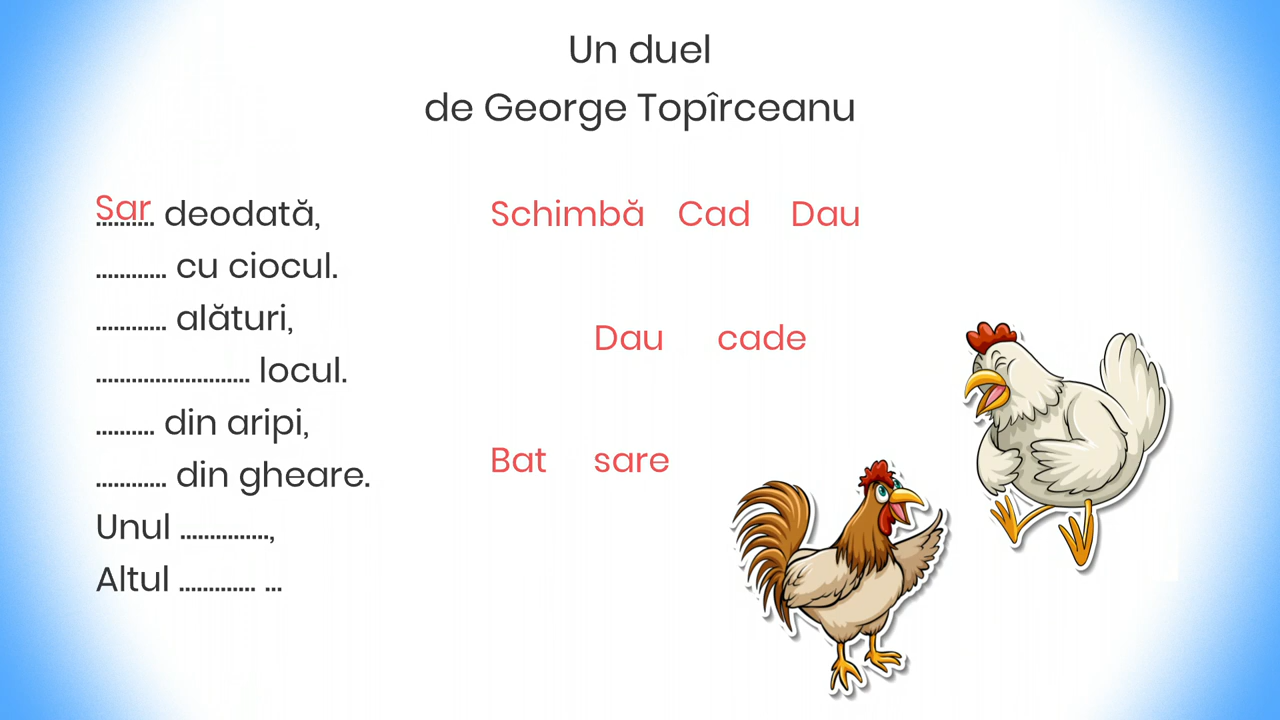 Un duel
de George Topîrceanu
Sar.......... deodată,
............ cu ciocul.
............ alături,
.......................... locul.
.......... din aripi,
............ din gheare.
Unul ...............,
Altul ............. ...
Schimbă Cad Dau
Dau cade
Bat sare